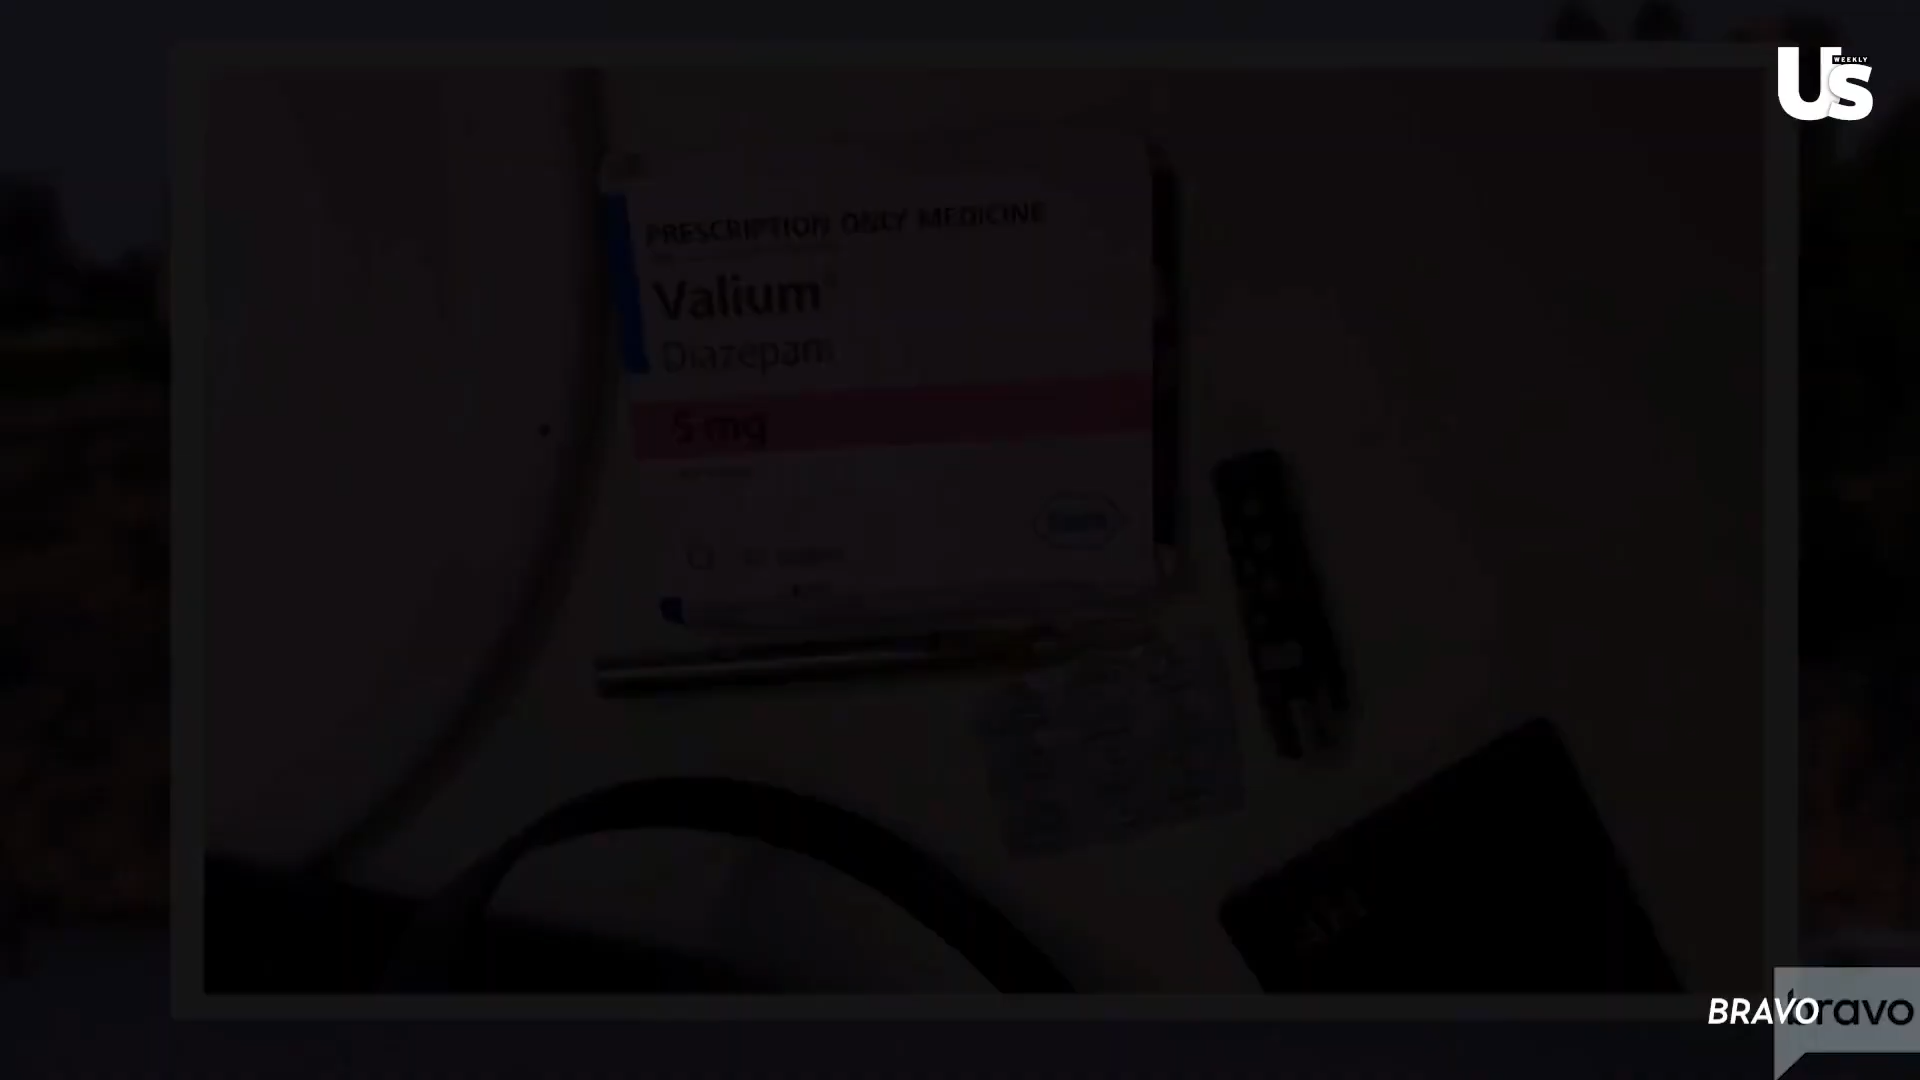 Us
WEEKLY
PRESCRIPTION ONLY MEDICINE
Valium
Diazepam
5 mg
BRAVO
bravo